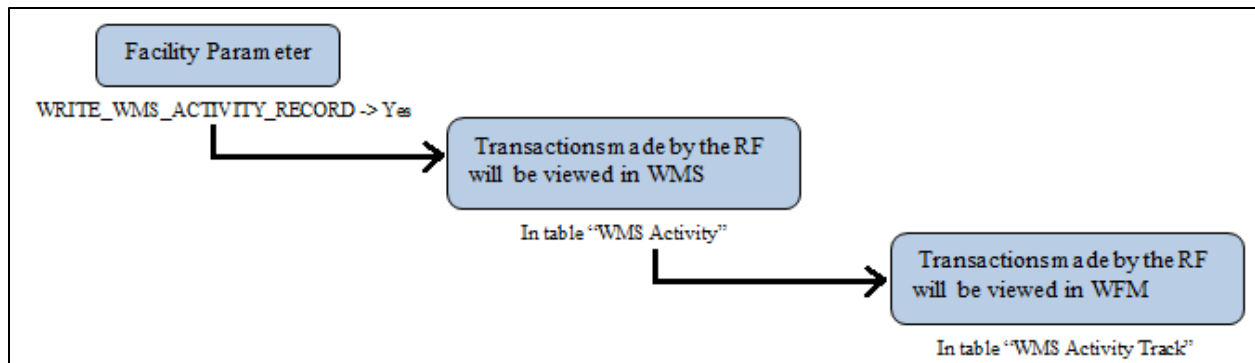 Facility Parameter
WRITE_WMS_ACTIVITY_RECORD -> Yes
Transactions made by the RF
will be viewed in WMS
In table “WMS Activity”
Transactions made by the RF
will be viewed in WFM
In table “WMS Activity Track”